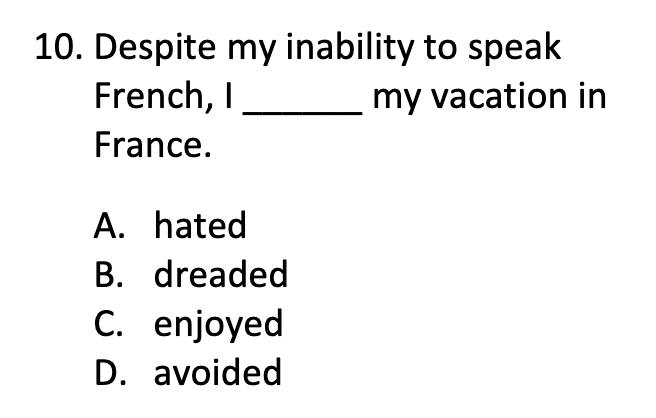 10. Despite my inability to speak
French, I ______ my vacation in
France.
A. hated
B. dreaded
C. enjoyed
D. avoided